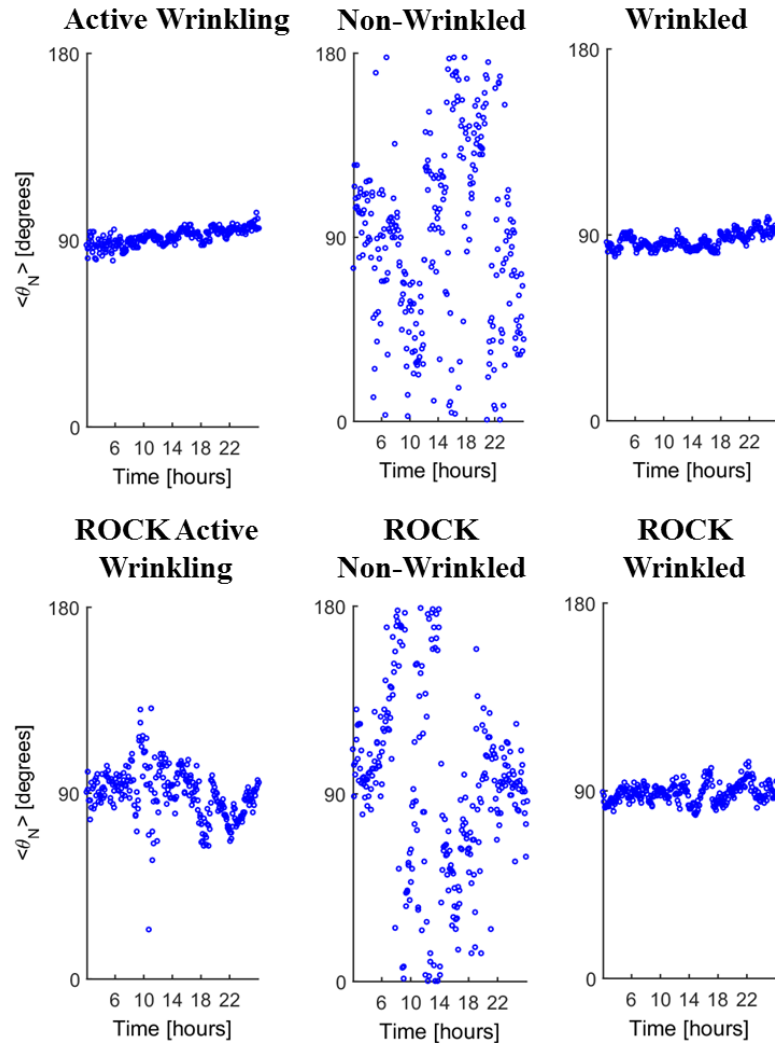 Active Wrinkling
Non-Wrinkled
Wrinkled
180
90
0
<θN> [degrees]
6 10 14 18 22
Time [hours]
180
90
0
6 10 14 18 22
Time [hours]
180
90
0
6 10 14 18 22
Time [hours]
ROCK Active
Wrinkling
ROCK
Non-Wrinkled
ROCK
Wrinkled
180
90
0
<θN> [degrees]
6 10 14 18 22
Time [hours]
180
90
0
6 10 14 18 22
Time [hours]
180
90
0
6 10 14 18 22
Time [hours]